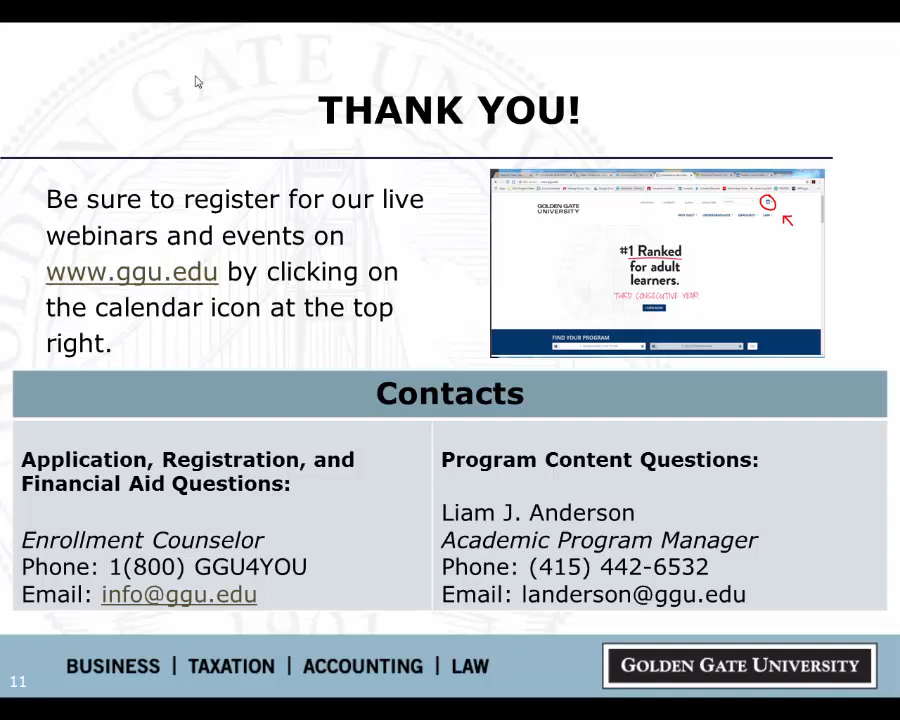 THANK YOU!
Be sure to register for our live
webinars and events on
www.ggu.edu by clicking on
the calendar icon at the top
right.
GOLDEN GATE
UNIVERSITY
#1 Ranked
for adult
learners.
THIRD CONSECUTIVE YEAR!
FIND YOUR PROGRAM
Contacts
Application, Registration, and
Financial Aid Questions:
Enrollment Counselor
Phone: 1(800) GGU4YOU
Email: info@ggu.edu
Program Content Questions:
Liam J. Anderson
Academic Program Manager
Phone: (415) 442-6532
Email: landerson@ggu.edu
BUSINESS | TAXATION | ACCOUNTING | LAW
GOLDEN GATE UNIVERSITY
11